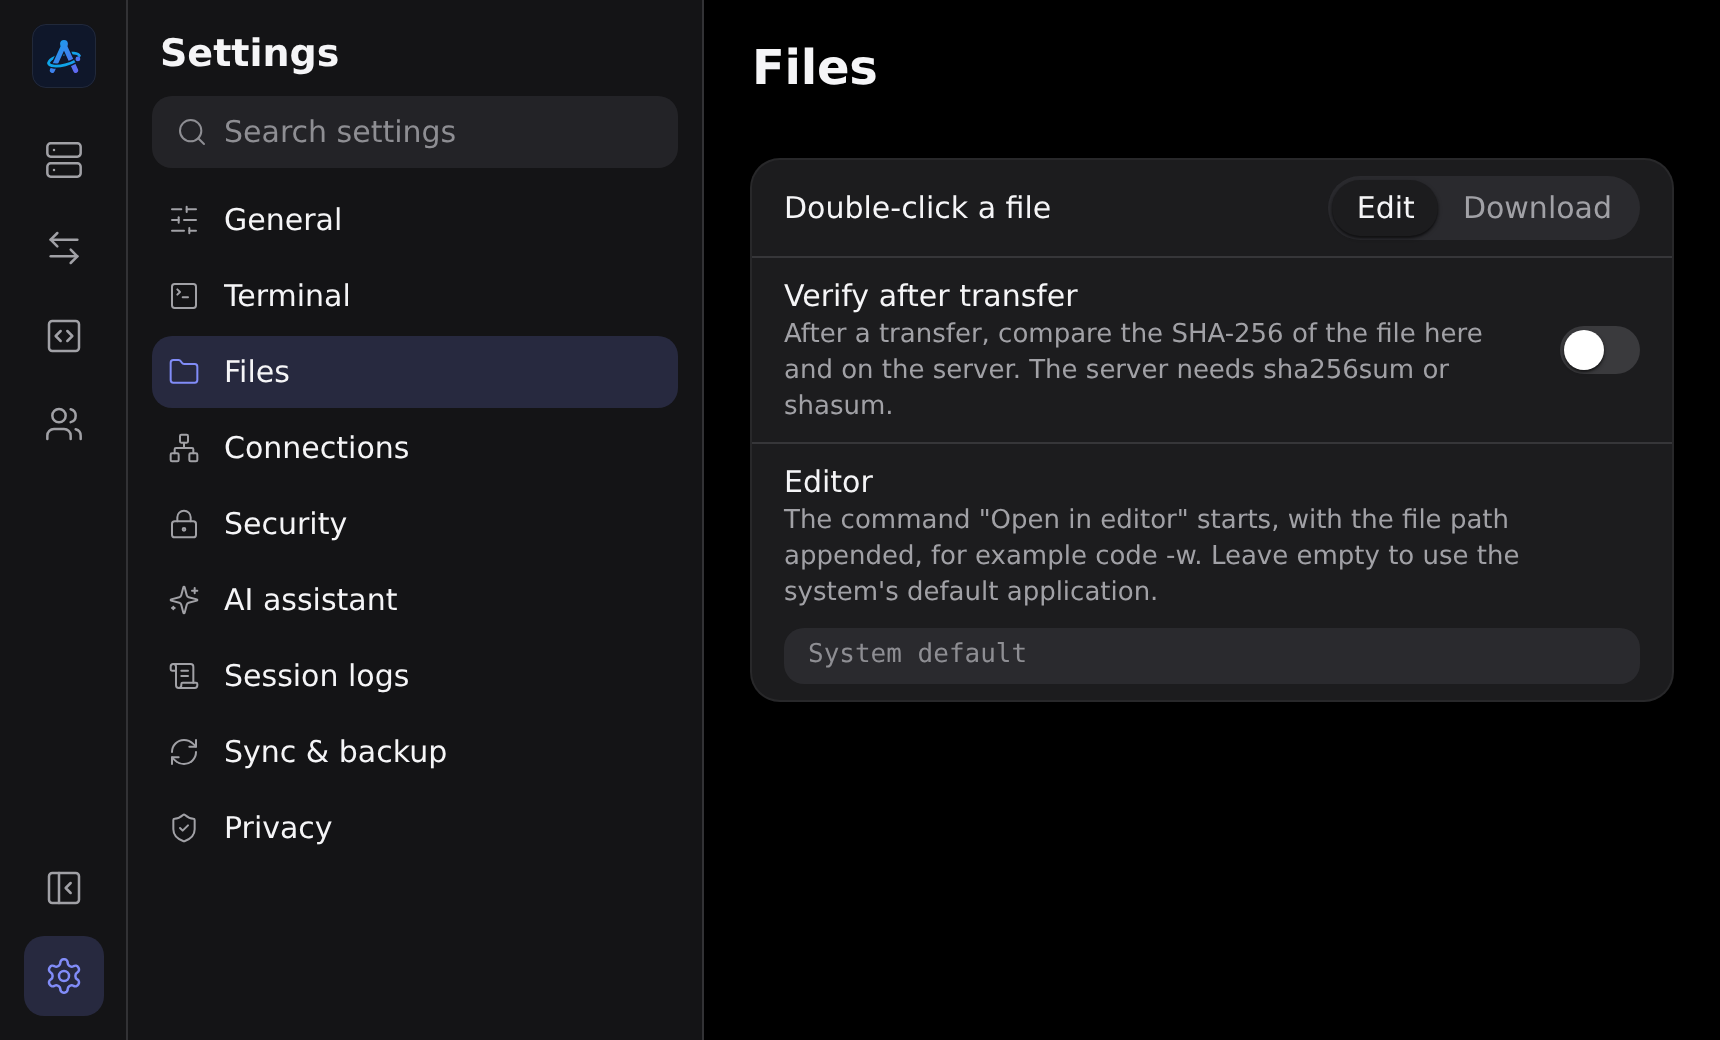 Settings
Search settings
General
Terminal
Files
Connections
Security
AI assistant
Session logs
Sync & backup
Privacy
Files
Double-click a file
Edit
Download
Verify after transfer
After a transfer, compare the SHA-256 of the file here
and on the server. The server needs sha256sum or
shasum.
Editor
The command "Open in editor" starts, with the file path
appended, for example code -w. Leave empty to use the
system's default application.
System default